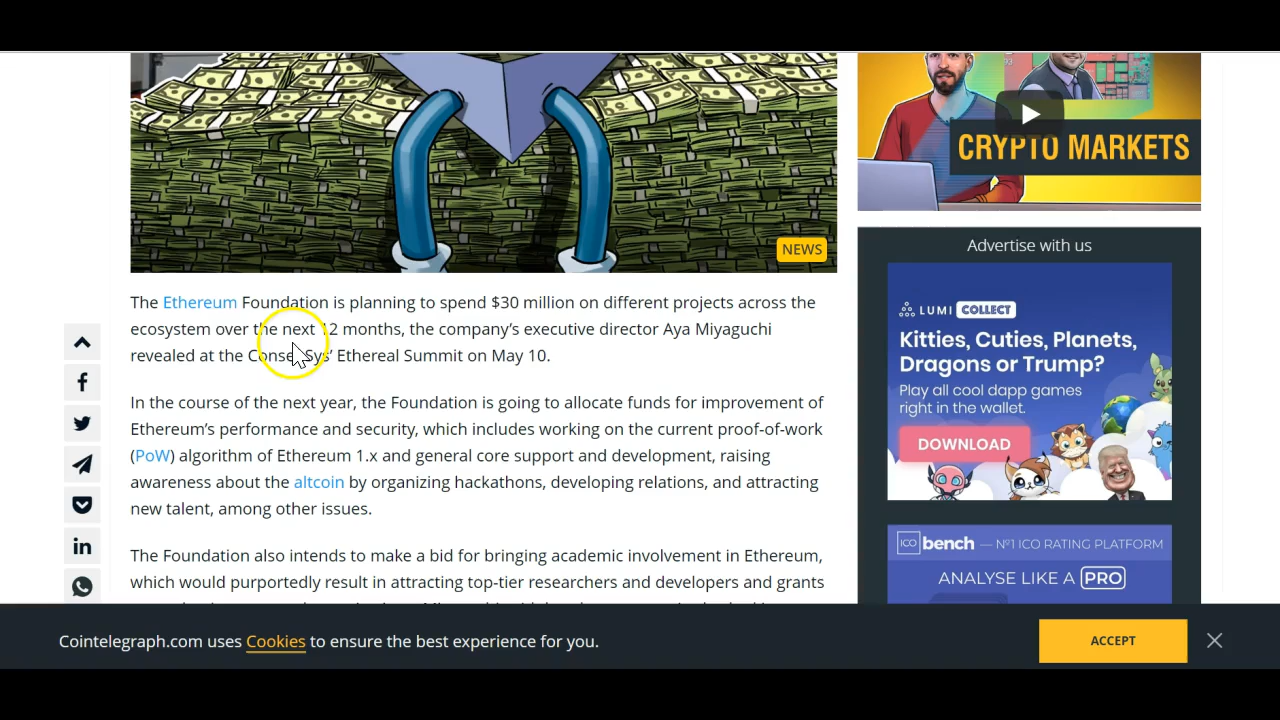 NEWS
The Ethereum Foundation is planning to spend $30 million on different projects across the
ecosystem over the next 12 months, the company's executive director Aya Miyaguchi
revealed at the ConsenSys' Ethereal Summit on May 10.
In the course of the next year, the Foundation is going to allocate funds for improvement of
Ethereum's performance and security, which includes working on the current proof-of-work
(PoW) algorithm of Ethereum 1.x and general core support and development, raising
awareness about the altcoin by organizing hackathons, developing relations, and attracting
new talent, among other issues.
The Foundation also intends to make a bid for bringing academic involvement in Ethereum,
which would purportedly result in attracting top-tier researchers and developers and grants
CRYPTO MARKETS
Advertise with us
LUMI COLLECT
Kitties, Cuties, Planets,
Dragons or Trump?
Play all cool dapp games
right in the wallet.
DOWNLOAD
ICO bench — Nº1 ICO RATING PLATFORM
ANALYSE LIKE A PRO
Cointelegraph.com uses Cookies to ensure the best experience for you.
ACCEPT